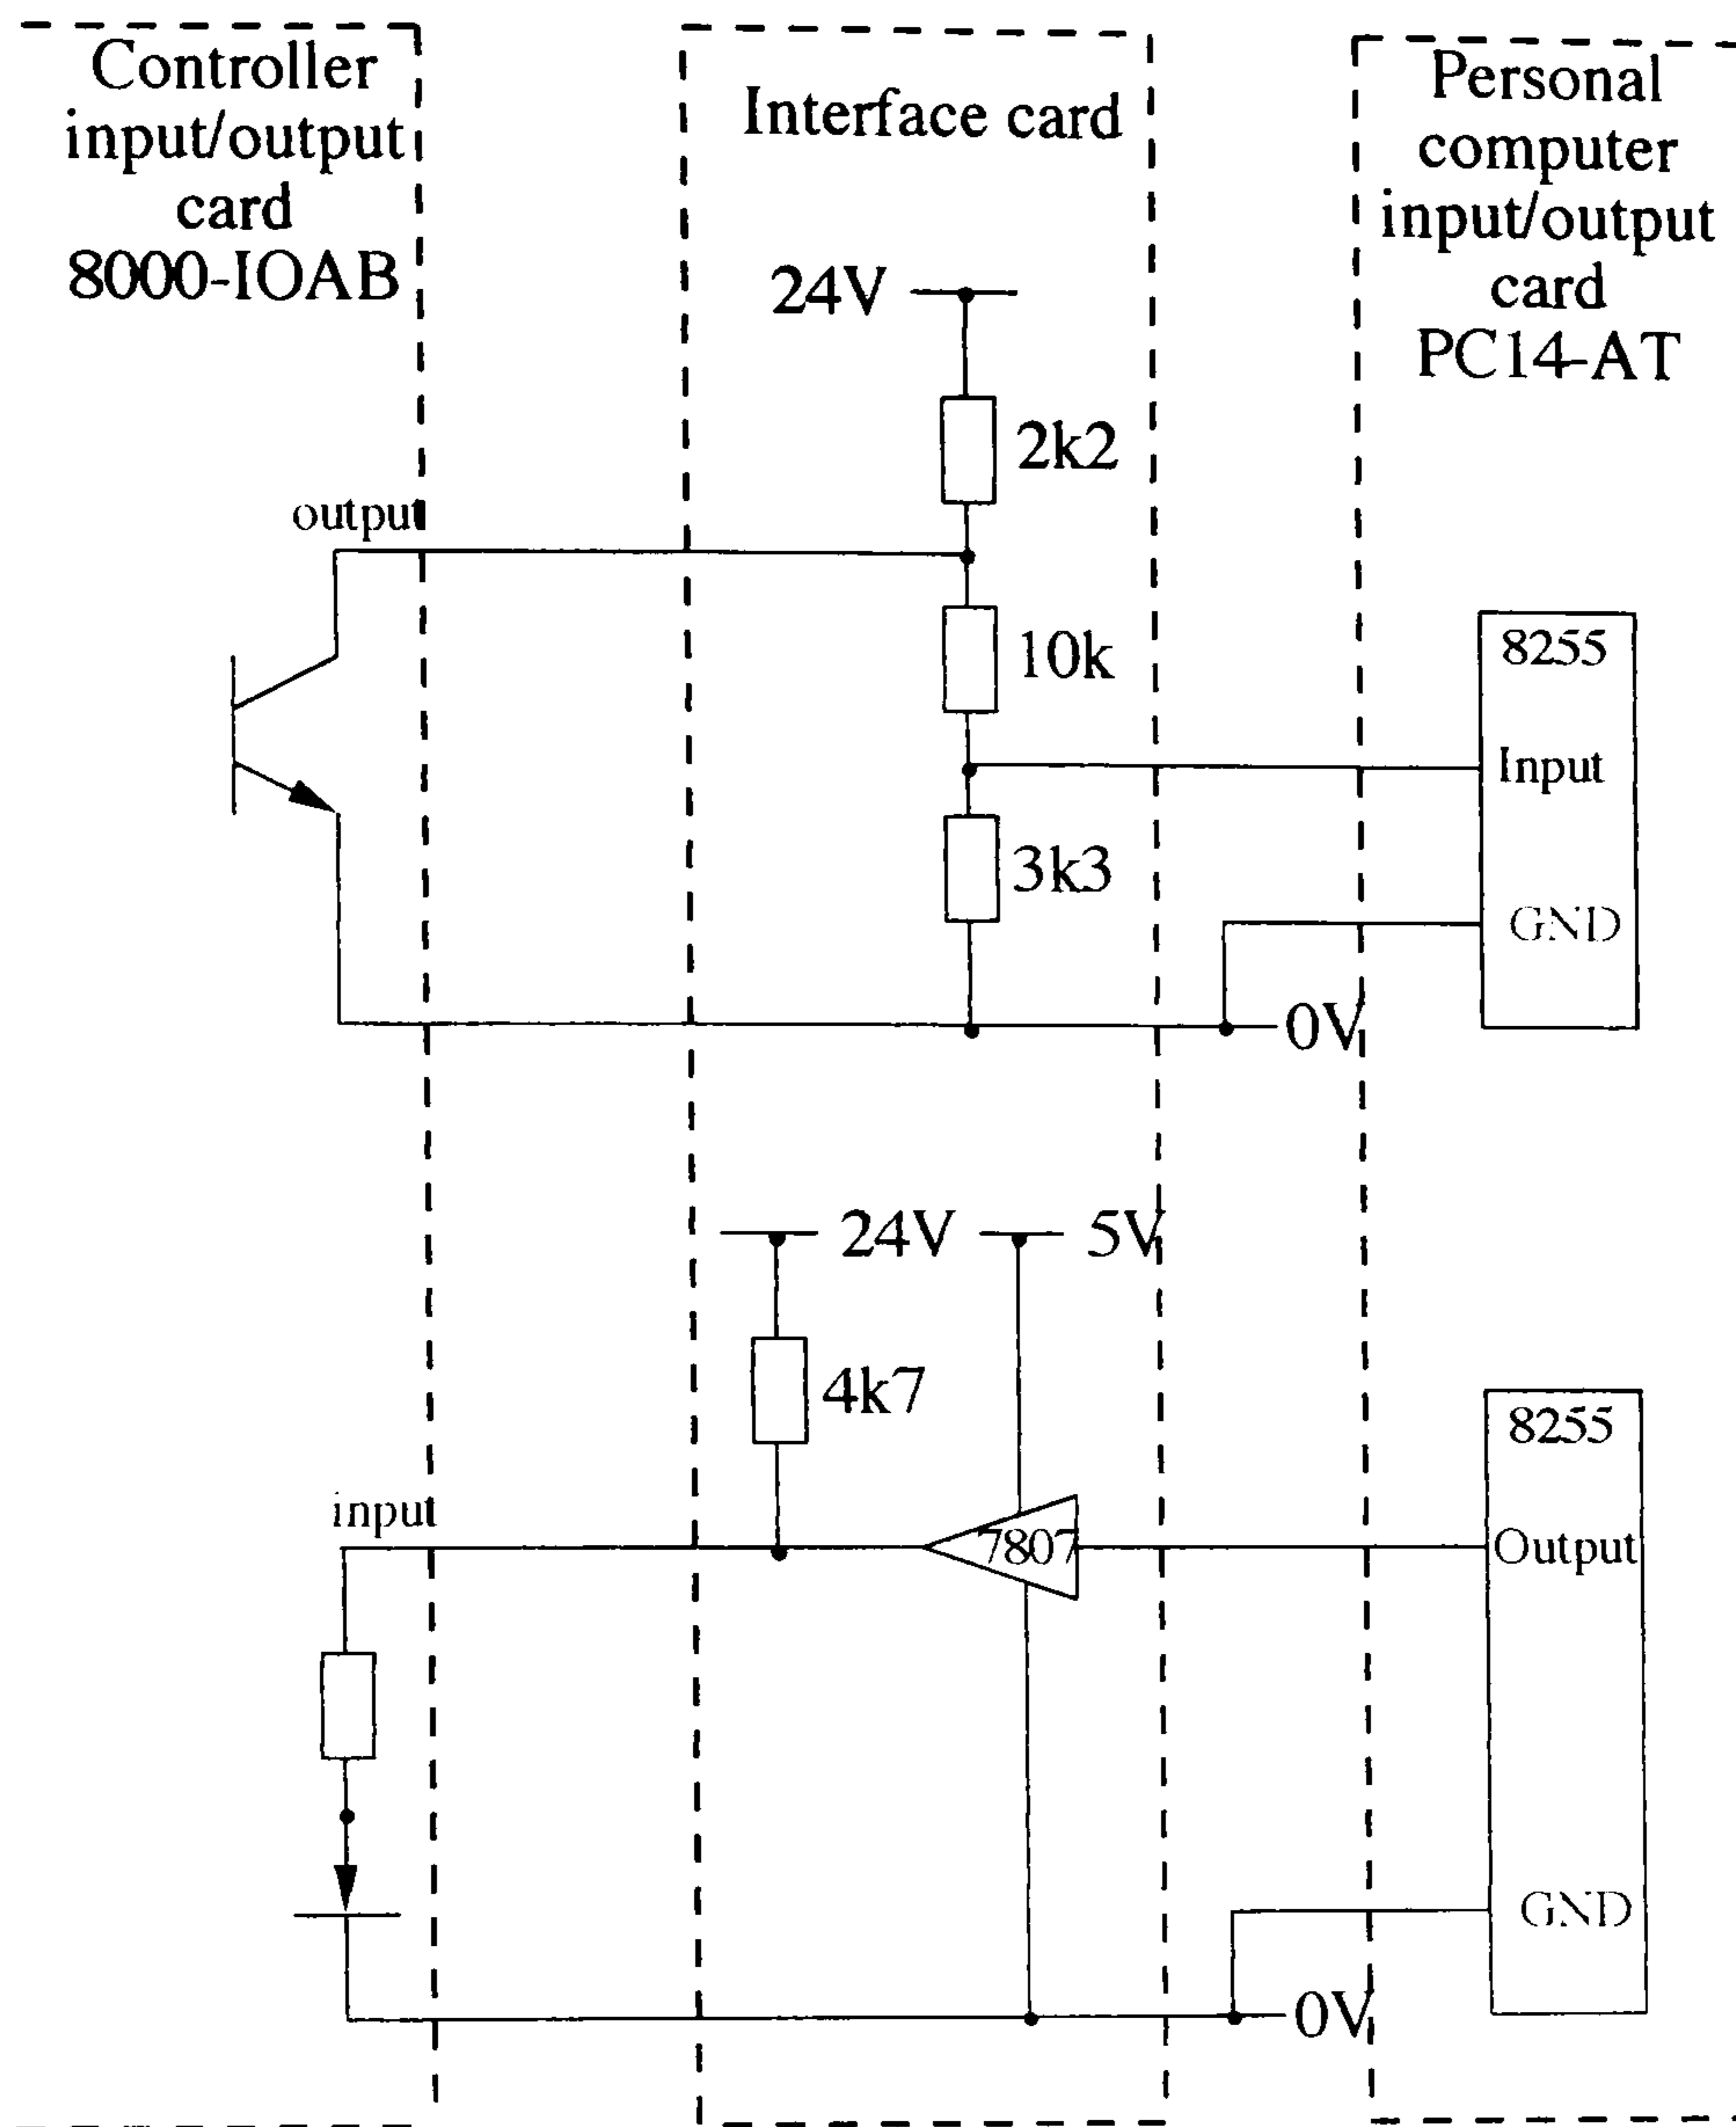 Controller
input/output
card
8000-IOAB
Interface card
Personal
computer
input/output
card
PC14-AT
24V
2k2
output
10k
8255
Input
3k3
GND
0V
24V
5V
4k7
8255
input
7807
Output
GND
0V